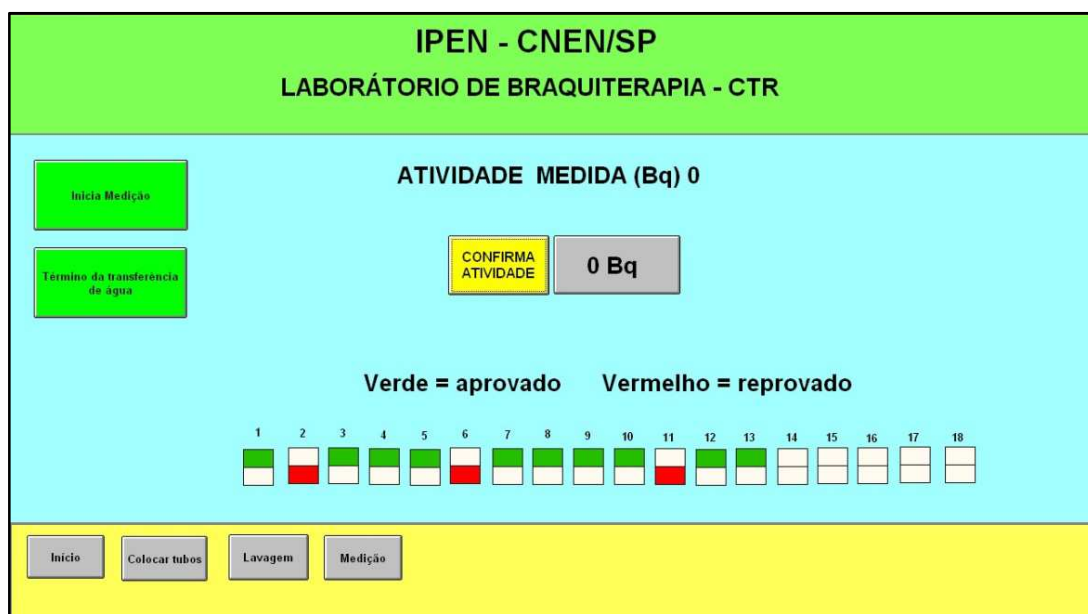 IPEN - CNEN/SP
LABORÁTORIO DE BRAQUITERAPIA - CTR
Inicia Medição
ATIVIDADE MEDIDA (Bq) 0
CONFIRMA
ATIVIDADE
0 Bq
Término da transferência
de água
Verde = aprovado Vermelho = reprovado
1 2 3 4 5 6 7 8 9 10 11 12 13 14 15 16 17 18
Início Colocar tubos Lavagem Medição